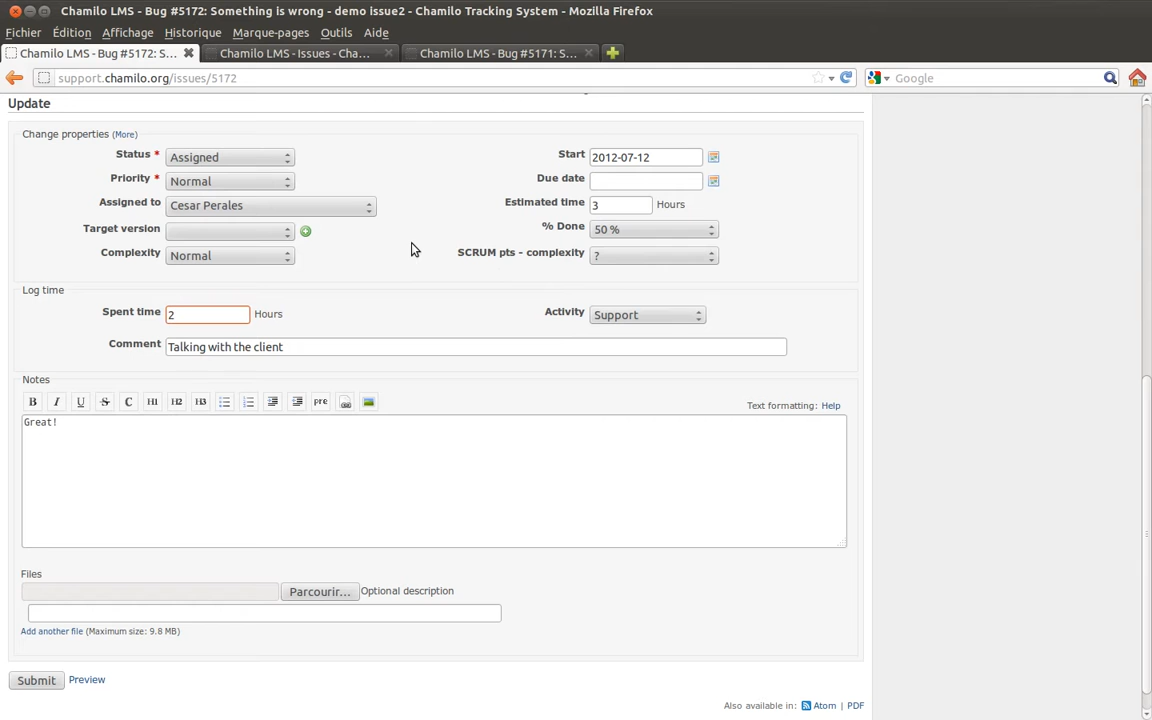 Chamilo LMS - Bug #5172: Something is wrong - demo issue2 - Chamilo Tracking System - Mozilla Firefox
Fichier Édition Affichage Historique Marque-pages Outils Aide
Chamilo LMS - Bug #5172: S... Chamilo LMS - Issues - Cha... Chamilo LMS - Bug #5171: S...
support.chamilo.org/issues/5172 Google
Update
Change properties (More)
Status * Assigned Start 2012-07-12
Priority * Normal Due date
Assigned to Cesar Perales Estimated time 3 Hours
Target version % Done 50 %
Complexity Normal SCRUM pts - complexity ?
Log time
Spent time 2 Hours Activity Support
Comment Talking with the client
Notes
B I U S C H1 H2 H3 pre Text formatting: Help
Great!
Files
Parcourir... Optional description
Add another file (Maximum size: 9.8 MB)
Submit Preview
Also available in: Atom | PDF